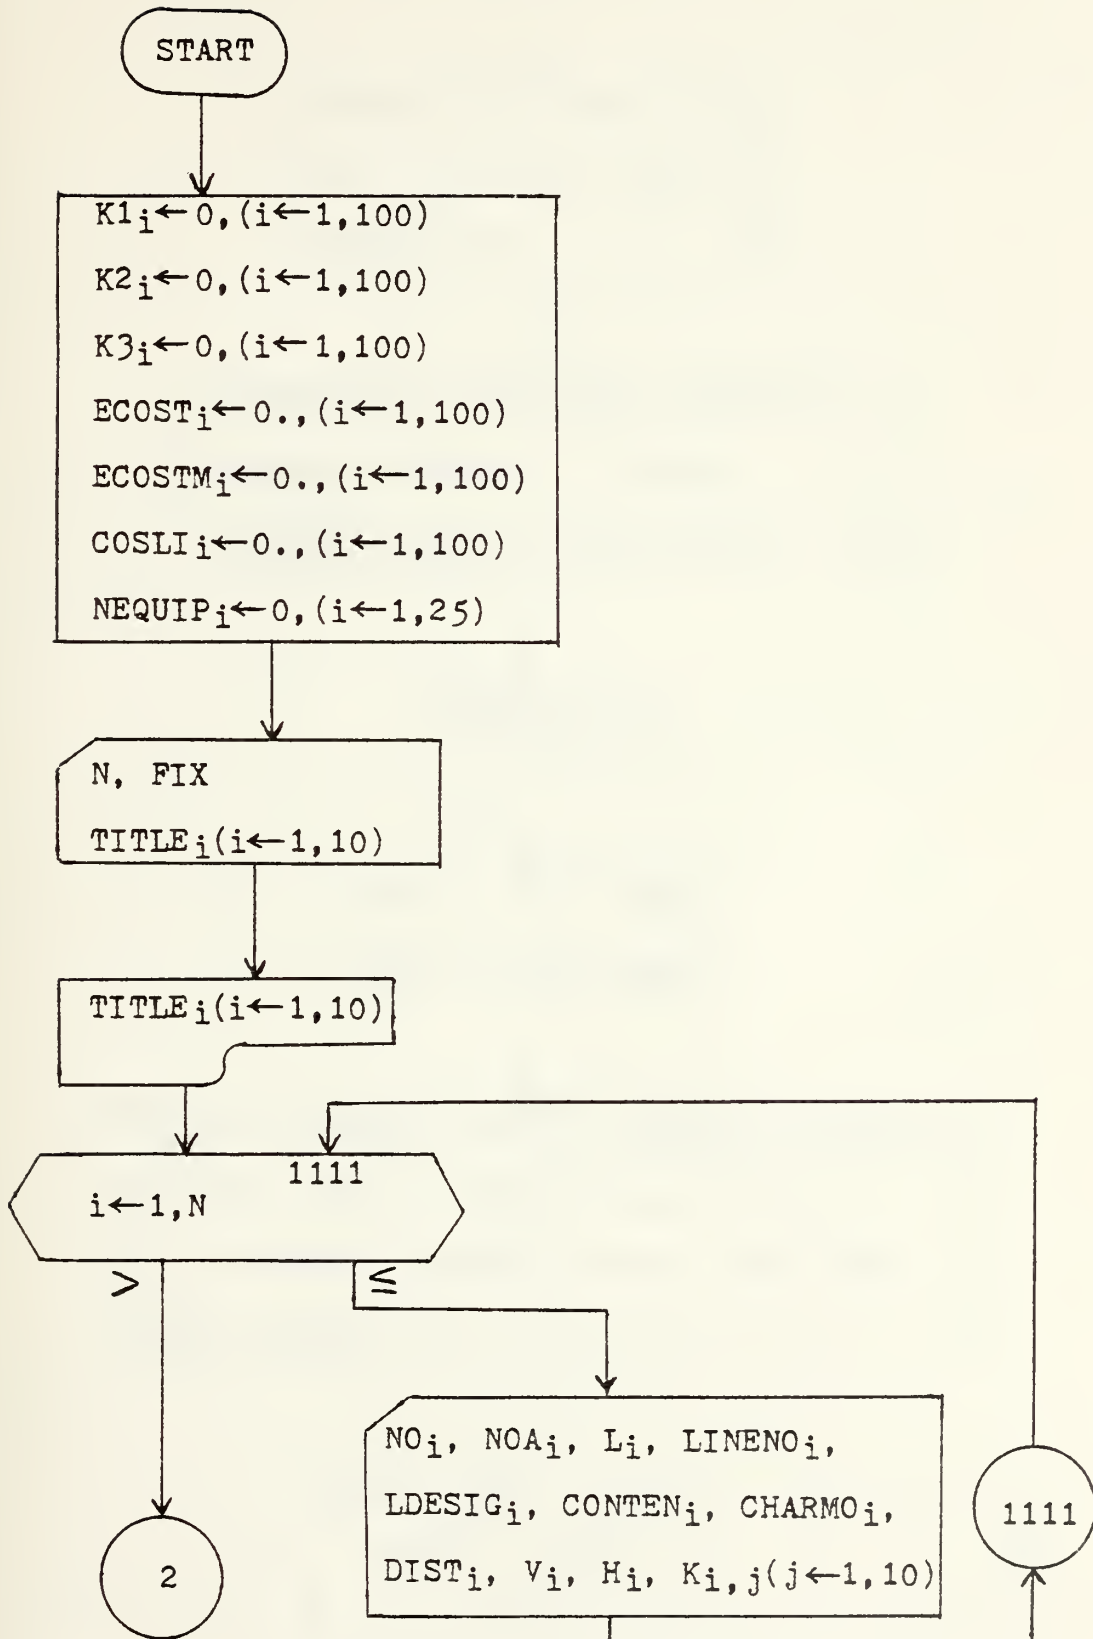 START
K1i←0,(i←1,100)
K2i←0,(i←1,100)
K3i←0,(i←1,100)
ECOSTi←0.,(i←1,100)
ECOSTMi←0.,(i←1,100)
COSLIi←0.,(i←1,100)
NEQUIPi←0,(i←1,25)
N, FIX
TITLEi(i←1,10)
TITLEi(i←1,10)
1111
i←1,N
> ≤
NOi, NOAi, Li, LINENOi,
LDESIGi, CONTENi, CHARMOi,
DISTi, Vi, Hi, Ki,j(j←1,10)
1111
2